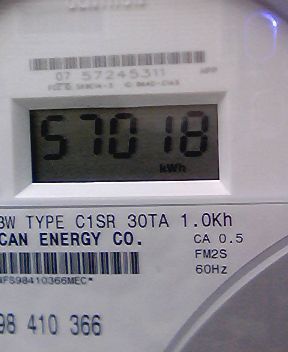 07 57245311
57018
kWh
3W TYPE C1SR 30TA 1.0Kh
CAN ENERGY CO.
CA 0.5
FM2S
60Hz
98 410 366